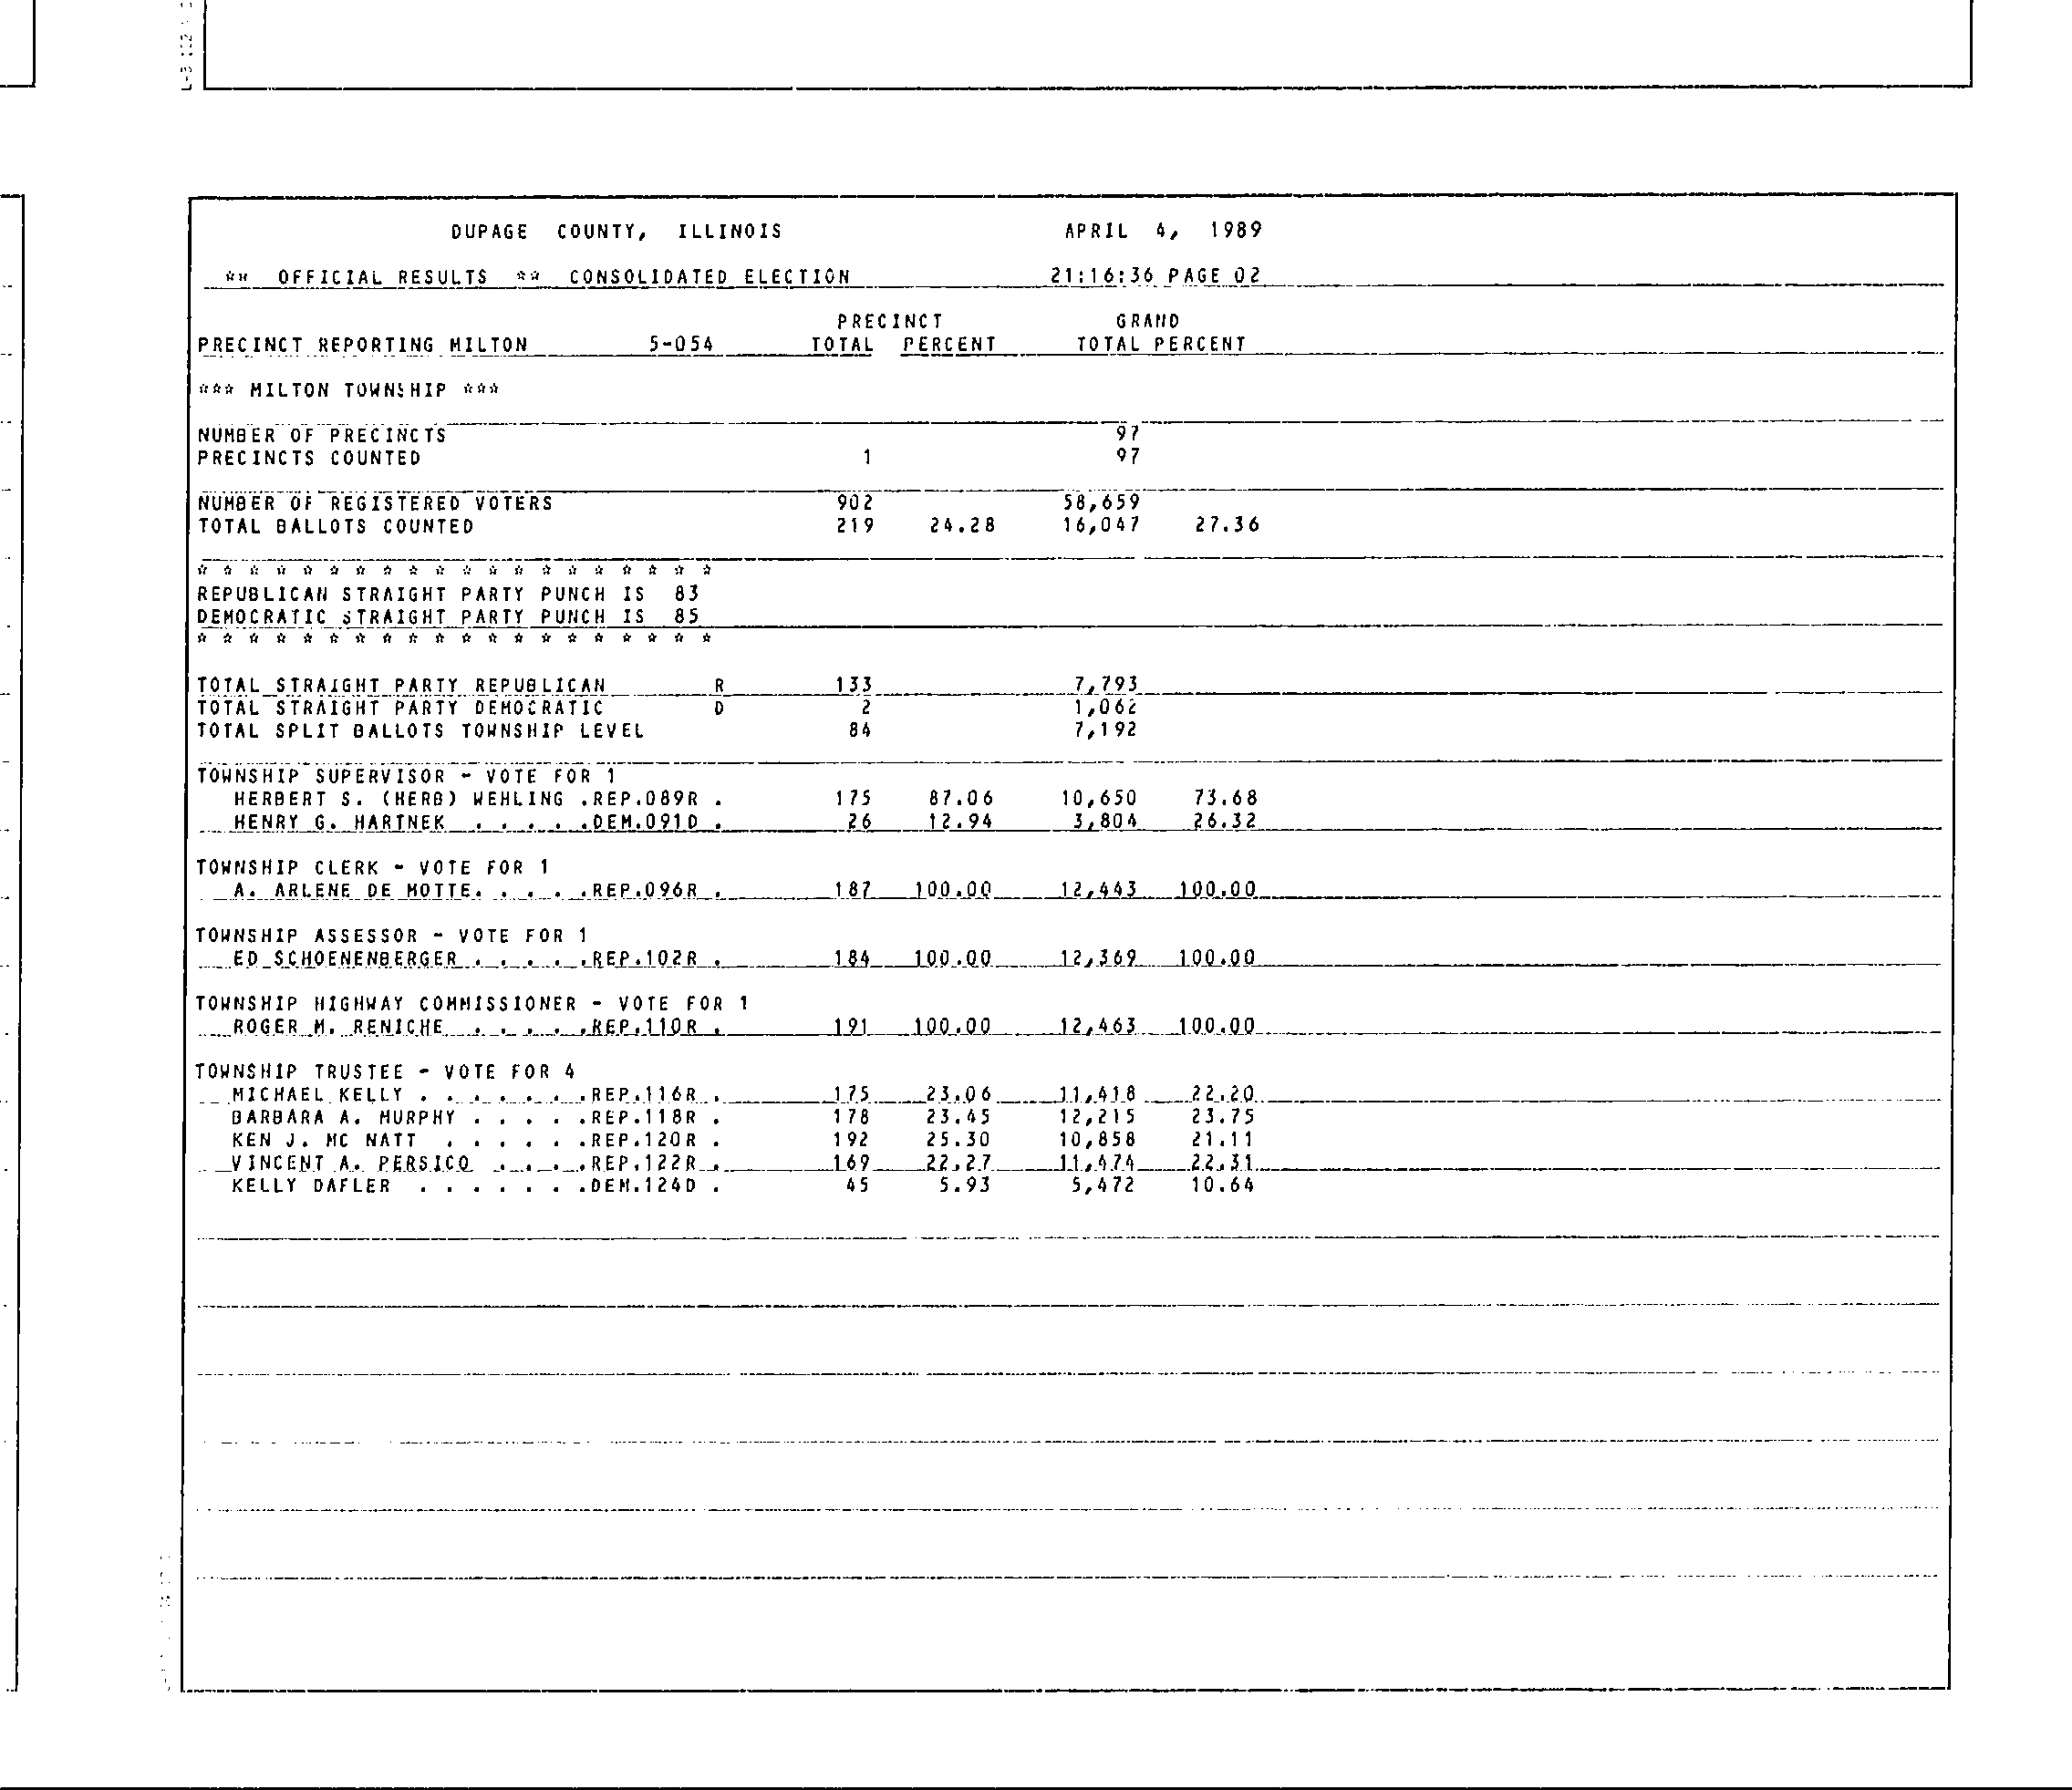 DUPAGE COUNTY, ILLINOIS APRIL 4, 1989
** OFFICIAL RESULTS ** CONSOLIDATED ELECTION 21:16:36 PAGE 02
PRECINCT GRAND
PRECINCT REPORTING MILTON 5-054 TOTAL PERCENT TOTAL PERCENT
*** MILTON TOWNSHIP ***
NUMBER OF PRECINCTS 97
PRECINCTS COUNTED 1 97
NUMBER OF REGISTERED VOTERS 902 58,659
TOTAL BALLOTS COUNTED 219 24.28 16,047 27.36
* * * * * * * * * * * * * * * * * * * *
REPUBLICAN STRAIGHT PARTY PUNCH IS 83
DEMOCRATIC STRAIGHT PARTY PUNCH IS 85
* * * * * * * * * * * * * * * * * * * *
TOTAL STRAIGHT PARTY REPUBLICAN R 133 7,793
TOTAL STRAIGHT PARTY DEMOCRATIC D 2 1,062
TOTAL SPLIT BALLOTS TOWNSHIP LEVEL 84 7,192
TOWNSHIP SUPERVISOR - VOTE FOR 1
HERBERT S. (HERB) WEHLING .REP.089R . 175 87.06 10,650 73.68
HENRY G. HARTNEK . . . . .DEM.091D . 26 12.94 3,804 26.32
TOWNSHIP CLERK - VOTE FOR 1
A. ARLENE DE MOTTE. . . . .REP.096R . 187 100.00 12,443 100.00
TOWNSHIP ASSESSOR - VOTE FOR 1
ED SCHOENENBERGER . . . . .REP.102R . 184 100.00 12,369 100.00
TOWNSHIP HIGHWAY COMMISSIONER - VOTE FOR 1
ROGER M. RENICHE . . . . .REP.110R . 191 100.00 12,463 100.00
TOWNSHIP TRUSTEE - VOTE FOR 4
MICHAEL KELLY . . . . . . .REP.116R . 175 23.06 11,418 22.20
BARBARA A. MURPHY . . . . .REP.118R . 178 23.45 12,215 23.75
KEN J. MC NATT . . . . . .REP.120R . 192 25.30 10,858 21.11
VINCENT A. PERSICO . . . .REP.122R . 169 22.27 11,474 22.31
KELLY DAFLER . . . . . . .DEM.124D . 45 5.93 5,472 10.64